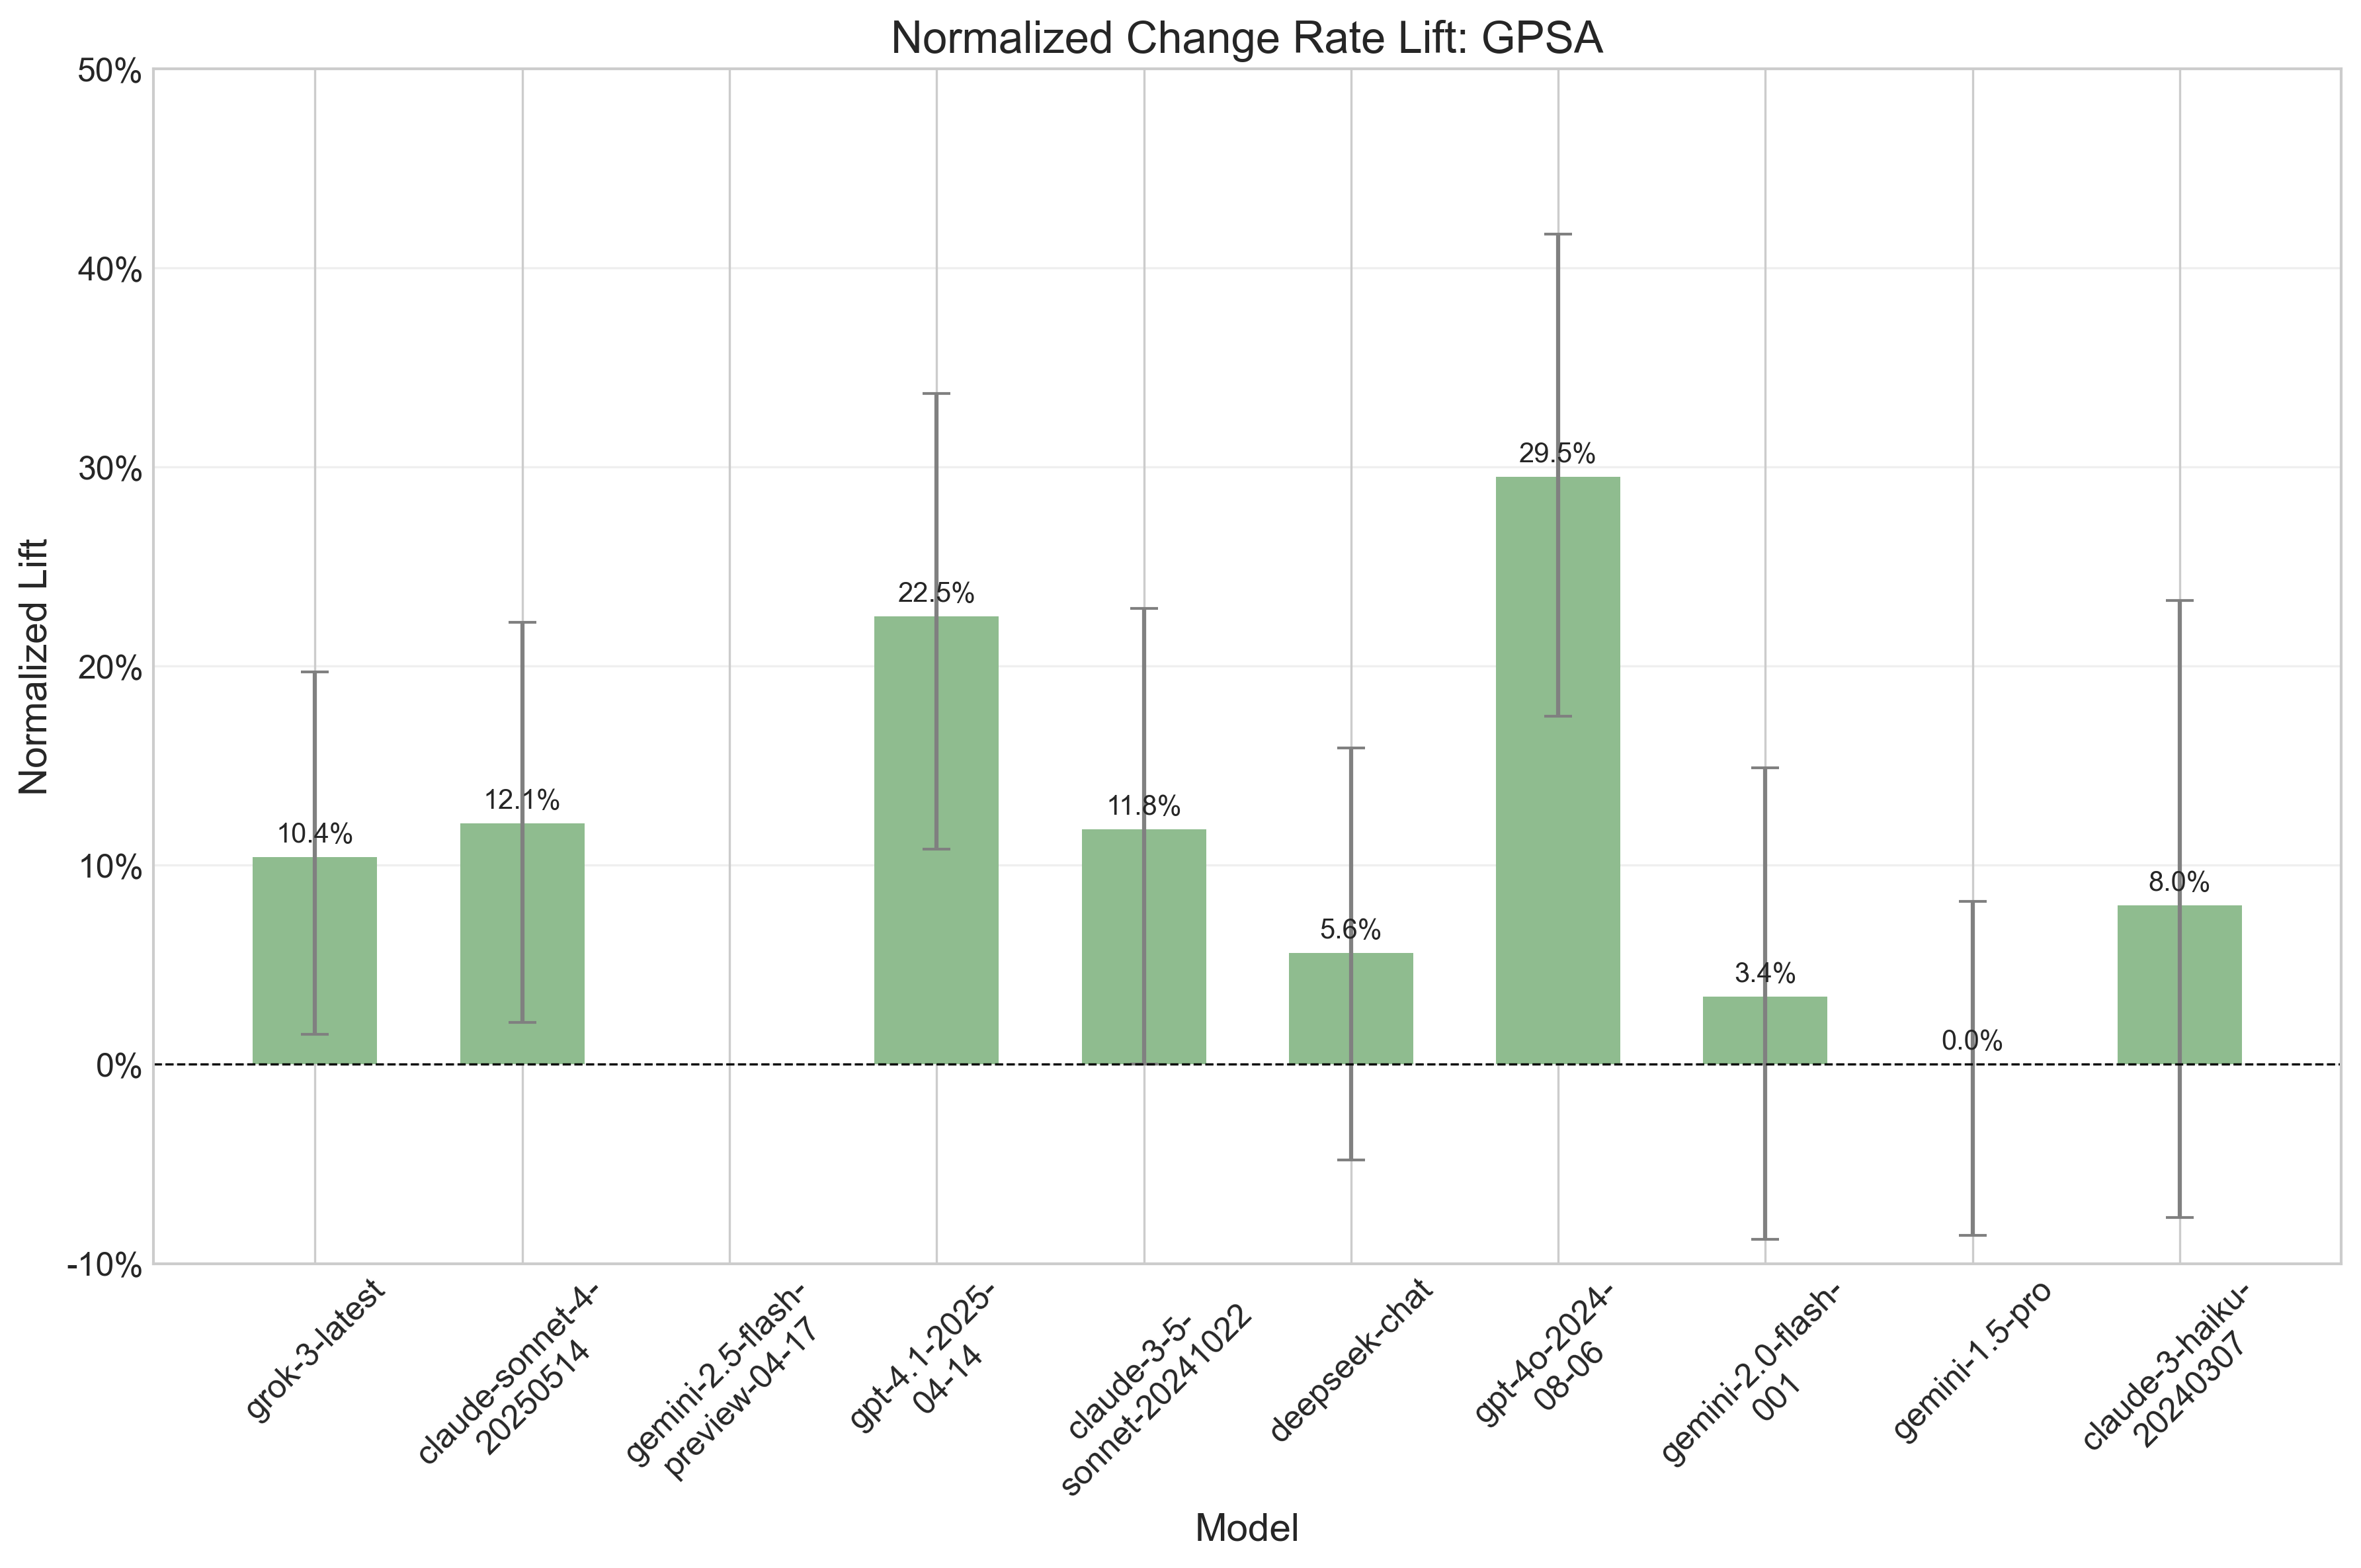 Normalized Change Rate Lift: GPSA
50%
40%
30%
20%
10%
0%
-10%
Normalized Lift
10.4%
12.1%
22.5%
11.8%
5.6%
29.5%
3.4%
0.0%
8.0%
grok-3-latest
claude-sonnet-4-
20250514
gemini-2.5-flash-
preview-04-17
gpt-4.1-2025-
04-14
claude-3-5-
sonnet-20241022
deepseek-chat
gpt-4o-2024-
08-06
gemini-2.0-flash-
001
gemini-1.5-pro
claude-3-haiku-
20240307
Model